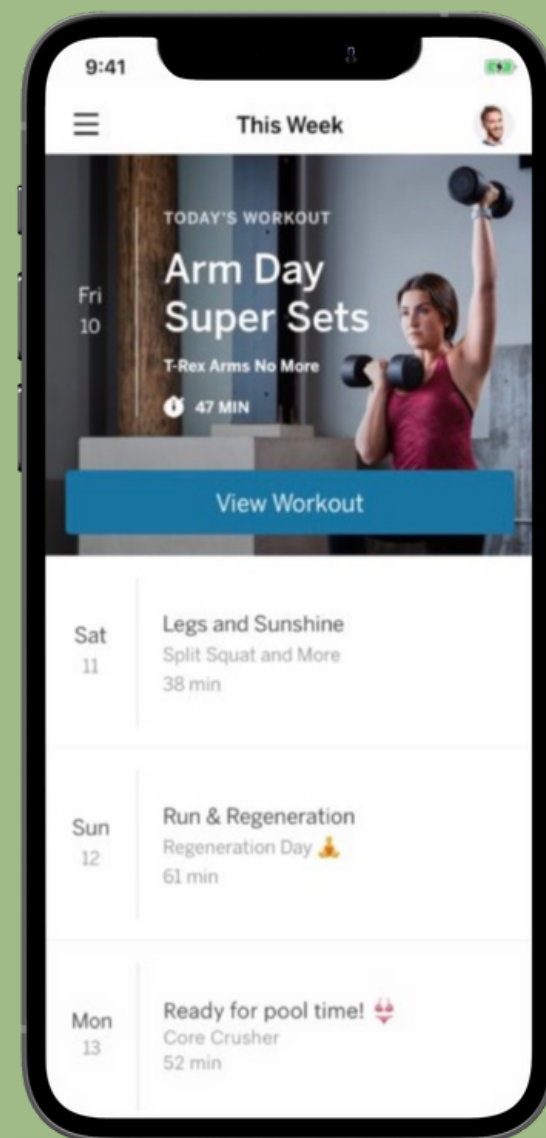 9:41
This Week
TODAY'S WORKOUT
Arm Day
Super Sets
Fri
10
T-Rex Arms No More
47 MIN
View Workout
Sat
11
Legs and Sunshine
Split Squat and More
38 min
Sun
12
Run & Regeneration
Regeneration Day 🧘
61 min
Mon
13
Ready for pool time! 👙
Core Crusher
52 min